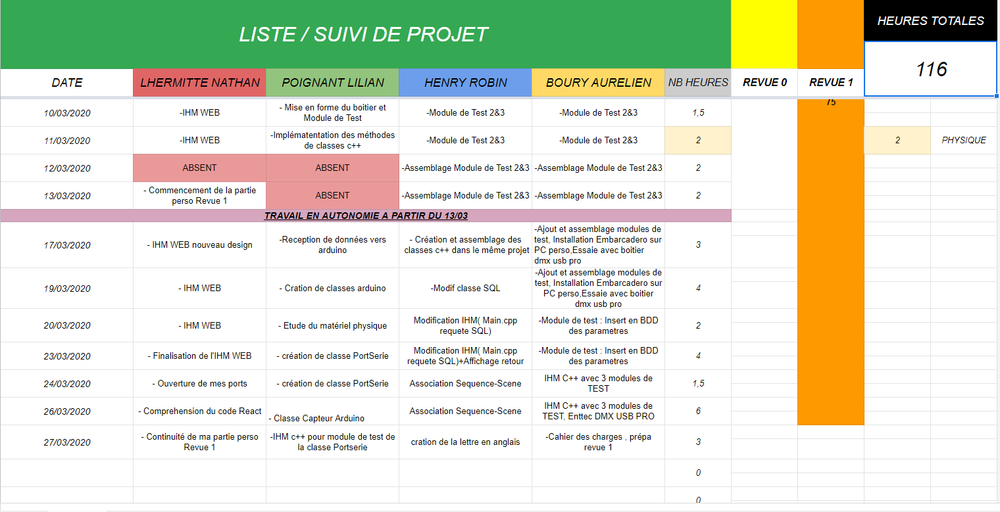 LISTE / SUIVI DE PROJET
HEURES TOTALES
116
DATE LHERMITTE NATHAN POIGNANT LILIAN HENRY ROBIN BOURY AURELIEN NB HEURES REVUE 0 REVUE 1
75
10/03/2020
-IHM WEB
- Mise en forme du boitier et
Module de Test
-Module de Test 2&3
-Module de Test 2&3
1,5
11/03/2020
-IHM WEB
-Implématentation des méthodes
de classes c++
-Module de Test 2&3
-Module de Test 2&3
2
2
PHYSIQUE
12/03/2020
ABSENT
ABSENT
-Assemblage Module de Test 2&3
-Assemblage Module de Test 2&3
2
13/03/2020
- Commencement de la partie
perso Revue 1
ABSENT
-Assemblage Module de Test 2&3
-Assemblage Module de Test 2&3
2
TRAVAIL EN AUTONOMIE A PARTIR DU 13/03
17/03/2020
- IHM WEB nouveau design
-Reception de données vers
arduino
- Création et assemblage des
classes c++ dans le même projet
-Ajout et assemblage modules de
test, Installation Embarcadero sur
PC perso,Essaie avec boitier
dmx usb pro
3
19/03/2020
- IHM WEB
- Cration de classes arduino
-Modif classe SQL
-Ajout et assemblage modules de
test, Installation Embarcadero sur
PC perso,Essaie avec boitier
dmx usb pro
4
20/03/2020
- IHM WEB
- Etude du matériel physique
Modification IHM( Main.cpp
requete SQL)
-Module de test : Insert en BDD
des parametres
2
23/03/2020
- Finalisation de l'IHM WEB
- création de classe PortSerie
Modification IHM( Main.cpp
requete SQL)+Affichage retour
-Module de test : Insert en BDD
des parametres
4
24/03/2020
- Ouverture de mes ports
- création de classe PortSerie
Association Sequence-Scene
IHM C++ avec 3 modules de
TEST
1,5
26/03/2020
- Comprehension du code React
- Classe Capteur Arduino
Association Sequence-Scene
IHM C++ avec 3 modules de
TEST, Enttec DMX USB PRO
6
27/03/2020
- Continuité de ma partie perso
Revue 1
-IHM c++ pour module de test de
la classe Portserie
cration de la lettre en anglais
-Cahier des charges , prépa
revue 1
3
0
0